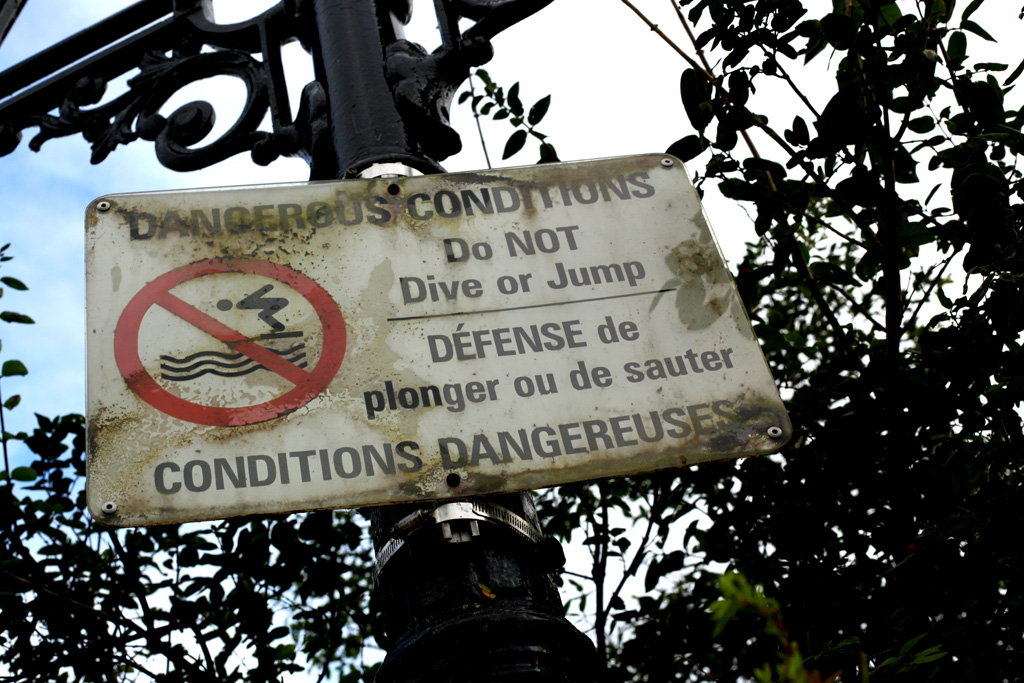 DANGEROUS CONDITIONS
Do NOT
Dive or Jump
DÉFENSE de
plonger ou de sauter
CONDITIONS DANGEREUSES